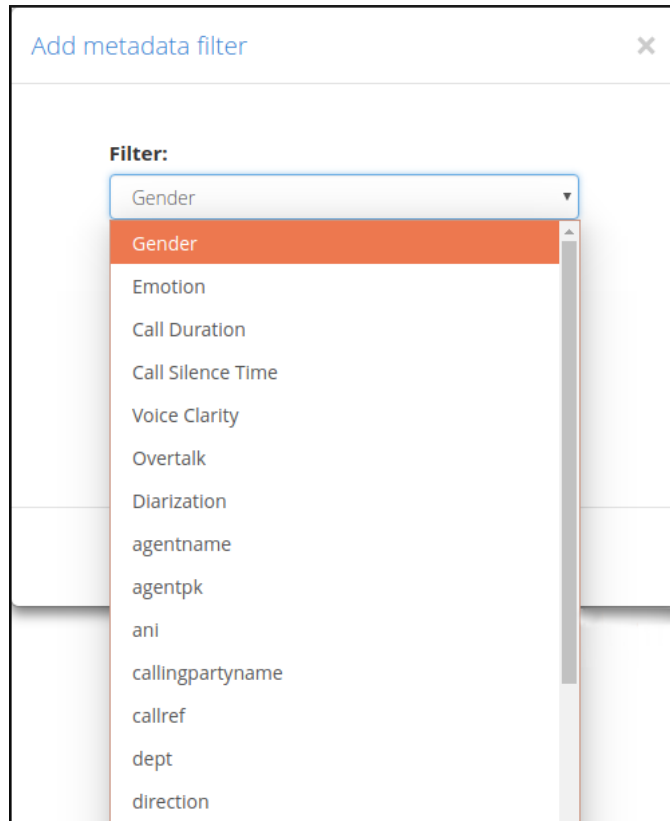 Add metadata filter
×
Filter:
Gender
Gender
Emotion
Call Duration
Call Silence Time
Voice Clarity
Overtalk
Diarization
agentname
agentpk
ani
callingpartyname
callref
dept
direction